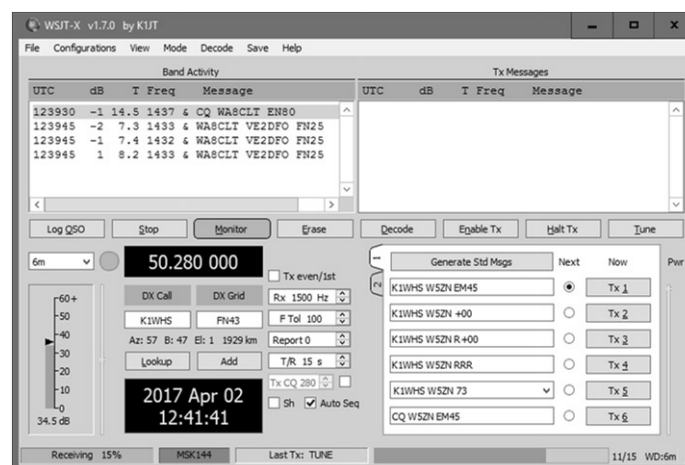 WSJT-X v1.7.0 by K1JT
File Configurations View Mode Decode Save Help
Band Activity
UTC dB T Freq Message
123930 -1 14.5 1437 & CQ WA8CLT EN80
123945 -2 7.3 1433 & WA8CLT VE2DFO FN25
123945 -1 7.4 1432 & WA8CLT VE2DFO FN25
123945 1 8.2 1433 & WA8CLT VE2DFO FN25
Tx Messages
UTC dB T Freq Message
Log QSO Stop Monitor Erase Decode Enable Tx Halt Tx Tune
6m
50.280 000
Tx even/1st
DX Call DX Grid
Rx 1500 Hz
K1WHS FN43
F Tol 100
Az: 57 B: 47 El: 1 1929 km
Report 0
Lookup Add
T/R 15 s
Tx CQ 280
2017 Apr 02
12:41:41
Sh Auto Seq
60+
50
40
30
20
10
0
34.5 dB
1
2
Generate Std Msgs Next Now Pwr
K1WHS W5ZN EM45 Tx 1
K1WHS W5ZN +00 Tx 2
K1WHS W5ZN R+00 Tx 3
K1WHS W5ZN RRR Tx 4
K1WHS W5ZN 73 Tx 5
CQ W5ZN EM45 Tx 6
Receiving 15% MSK144 Last Tx: TUNE 11/15 WD:6m